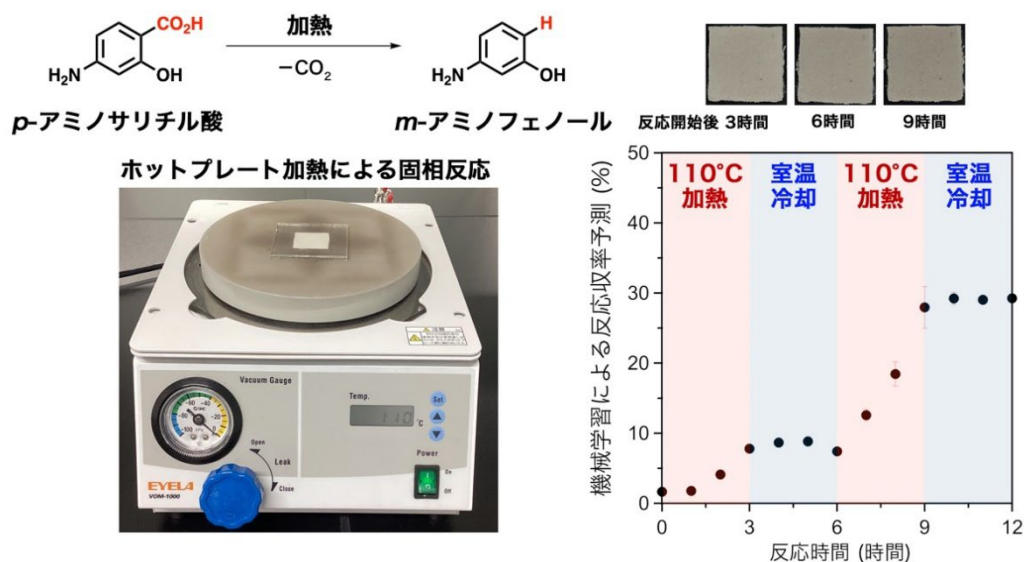 CO₂H
加熱
−CO₂
H₂N
OH
H
H₂N
OH
p-アミノサリチル酸
m-アミノフェノール
反応開始後 3時間
6時間
9時間
ホットプレート加熱による固相反応
Vacuum Gauge
Temp.
110
°C
Set
Power
On
Off
Open
Leak
Close
EYELA
VOM-1000
注意
機械学習による反応収率予測 (%)
50
40
30
20
10
0
110°C
加熱
室温
冷却
110°C
加熱
室温
冷却
0
3
6
9
12
反応時間 (時間)